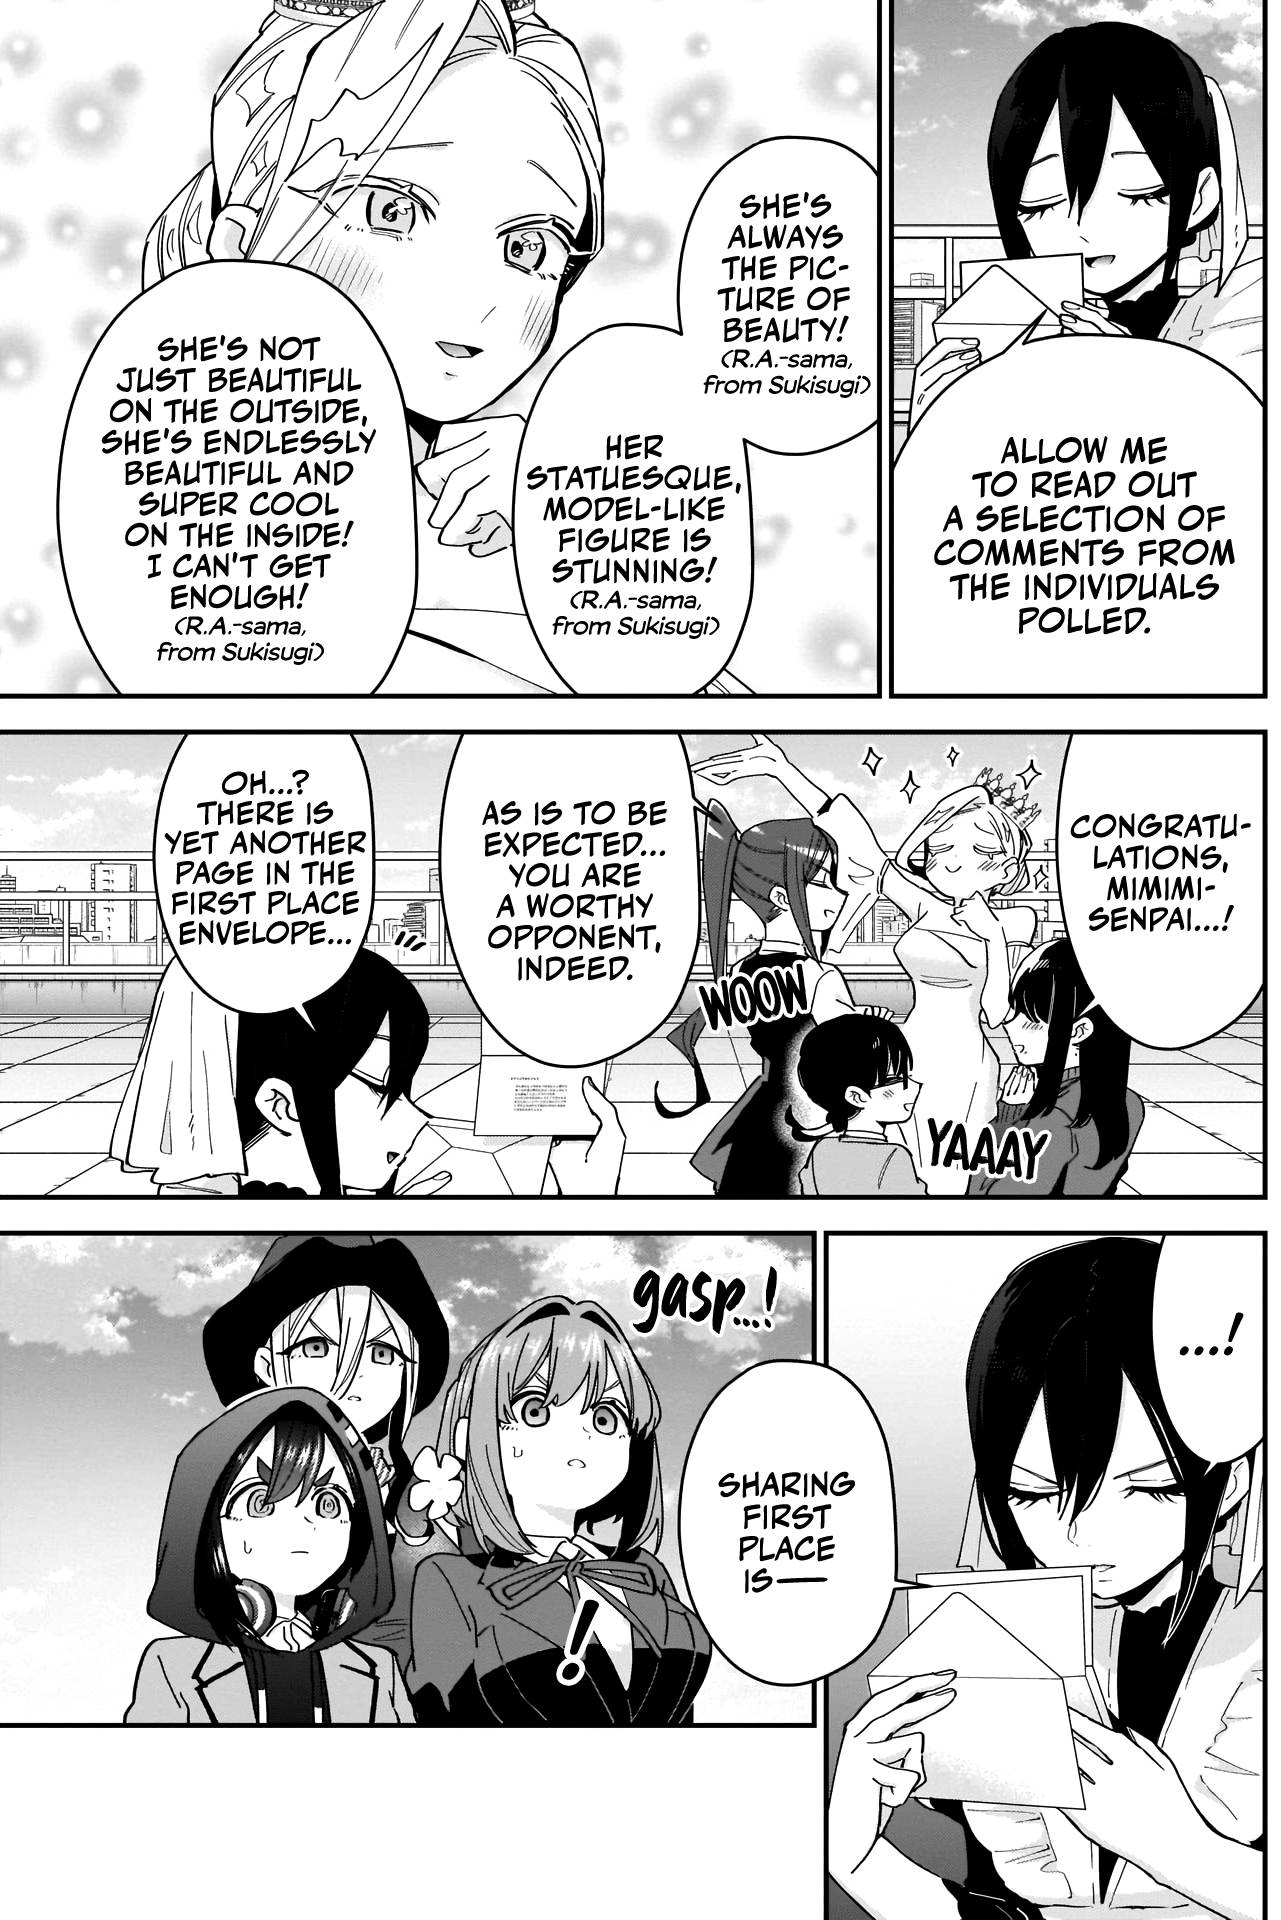 ALLOW ME
TO READ OUT
A SELECTION OF
COMMENTS FROM
THE INDIVIDUALS
POLLED.
SHE'S
ALWAYS
THE PIC-
TURE OF
BEAUTY!
(R.A.-sama,
from Sukisugi)
HER
STATUESQUE,
MODEL-LIKE
FIGURE IS
STUNNING!
(R.A.-sama,
from Sukisugi)
SHE'S NOT
JUST BEAUTIFUL
ON THE OUTSIDE,
SHE'S ENDLESSLY
BEAUTIFUL AND
SUPER COOL
ON THE INSIDE!
I CAN'T GET
ENOUGH!
(R.A.-sama,
from Sukisugi)
CONGRATU-
LATIONS,
MIMIMI-
SENPAI...!
YAAAY
WOOW
AS IS TO BE
EXPECTED...
YOU ARE
A WORTHY
OPPONENT,
INDEED.
OH...?
THERE IS
YET ANOTHER
PAGE IN THE
FIRST PLACE
ENVELOPE...
....!
SHARING
FIRST
PLACE
IS—
gasp...!
!